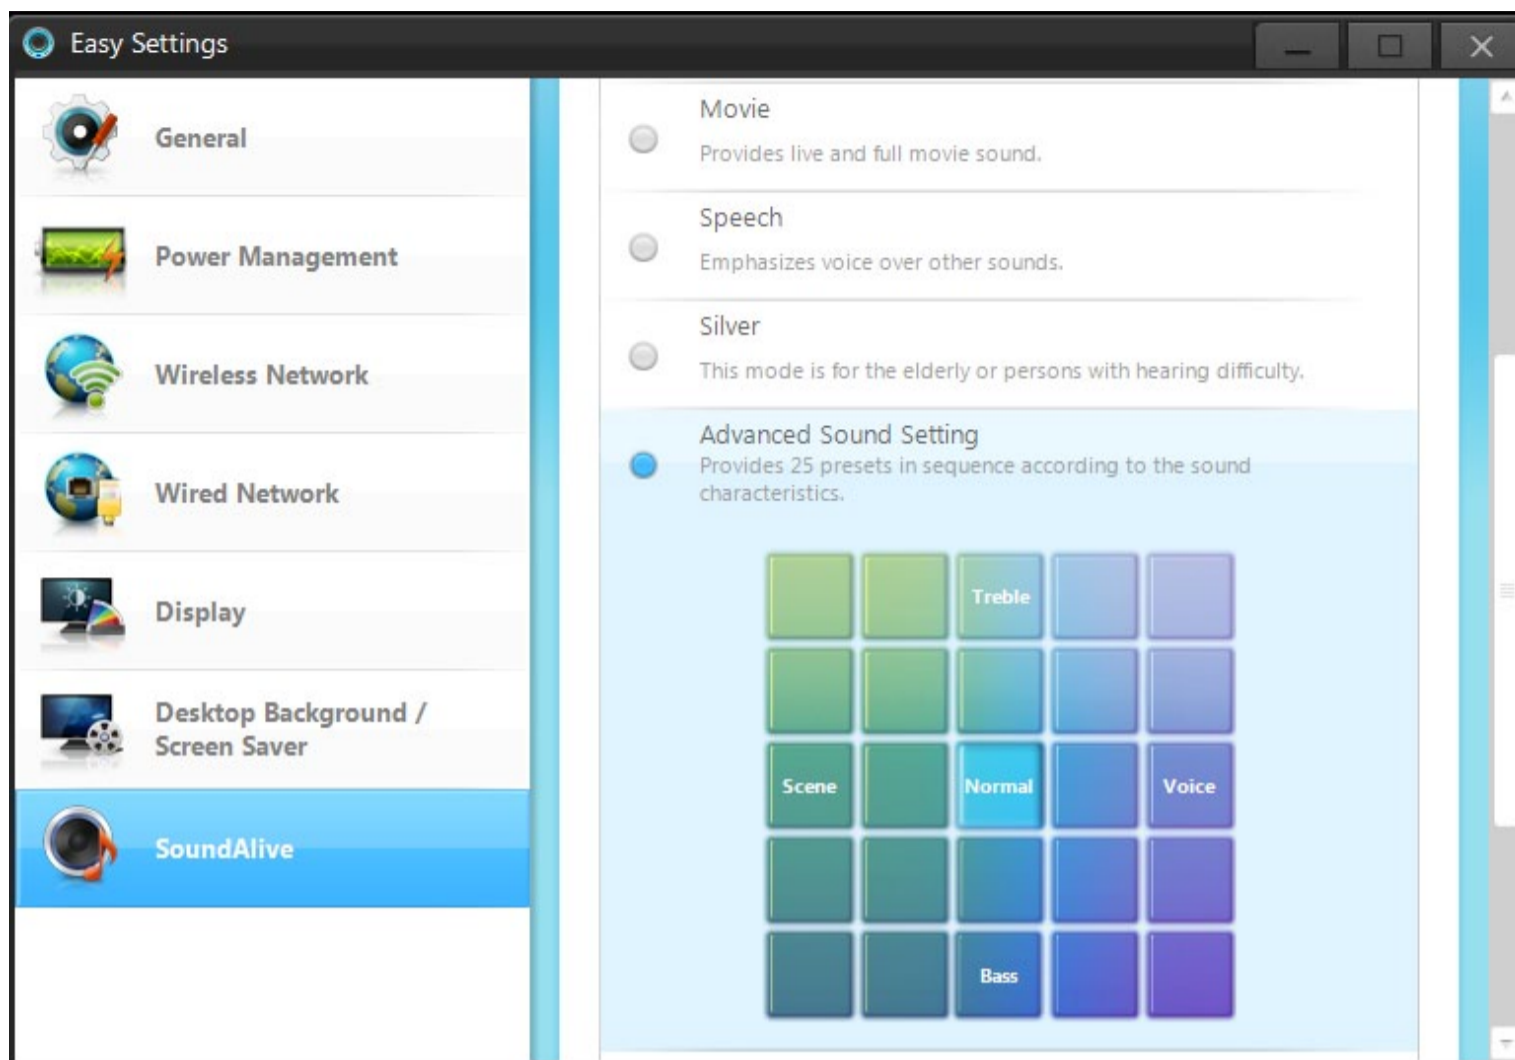 Easy Settings
General
Power Management
Wireless Network
Wired Network
Display
Desktop Background /
Screen Saver
SoundAlive
Movie
Provides live and full movie sound.
Speech
Emphasizes voice over other sounds.
Silver
This mode is for the elderly or persons with hearing difficulty.
Advanced Sound Setting
Provides 25 presets in sequence according to the sound
characteristics.
Treble
Scene
Normal
Voice
Bass